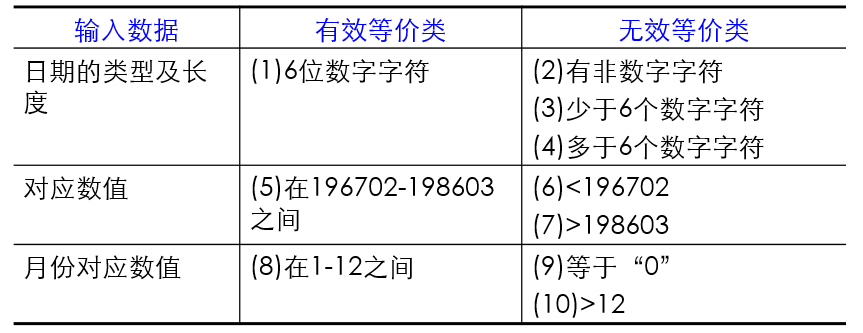 输入数据 有效等价类 无效等价类
日期的类型及长度 (1)6位数字字符 (2)有非数字字符
(3)少于6个数字字符
(4)多于6个数字字符
对应数值 (5)在196702-198603之间 (6)<196702
(7)>198603
月份对应数值 (8)在1-12之间 (9)等于“0”
(10)>12